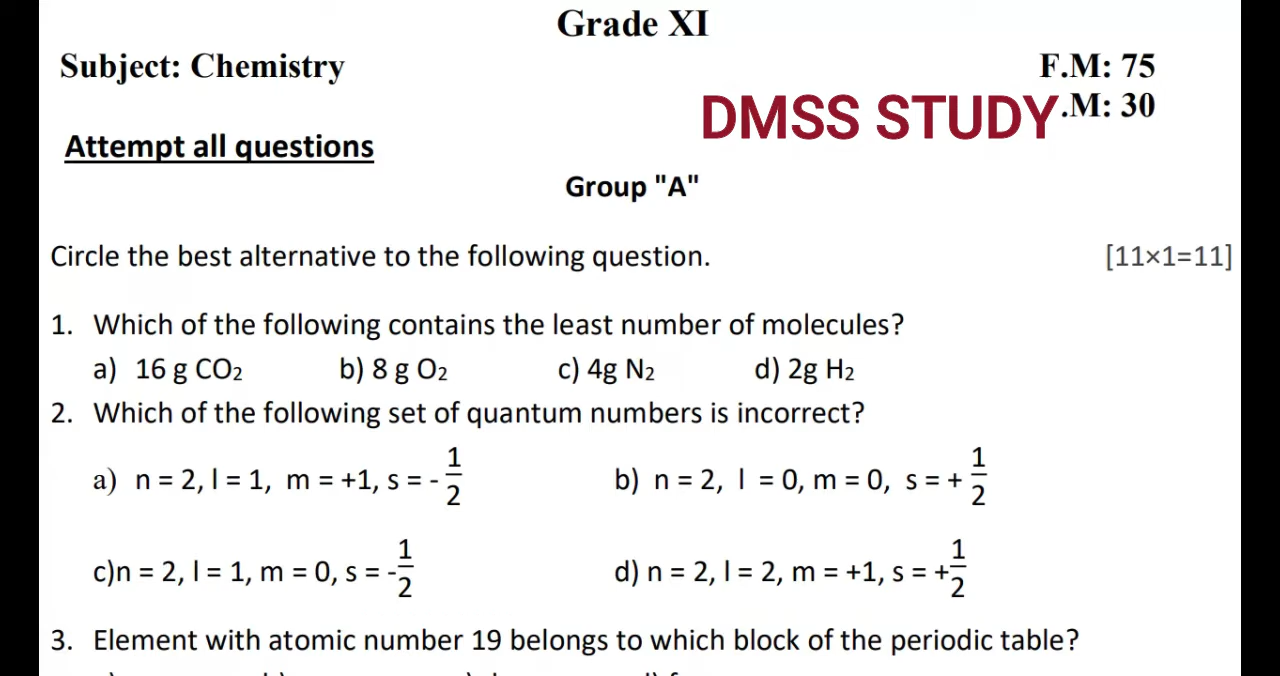 Grade XI
Subject: Chemistry F.M: 75
DMSS STUDY .M: 30
Attempt all questions
Group "A"
Circle the best alternative to the following question. [11×1=11]
1. Which of the following contains the least number of molecules?
a) 16 g CO2 b) 8 g O2 c) 4g N2 d) 2g H2
2. Which of the following set of quantum numbers is incorrect?
a) n = 2, l = 1, m = +1, s = - 1/2 b) n = 2, l = 0, m = 0, s = + 1/2
c)n = 2, l = 1, m = 0, s = -1/2 d) n = 2, l = 2, m = +1, s = +1/2
3. Element with atomic number 19 belongs to which block of the periodic table?